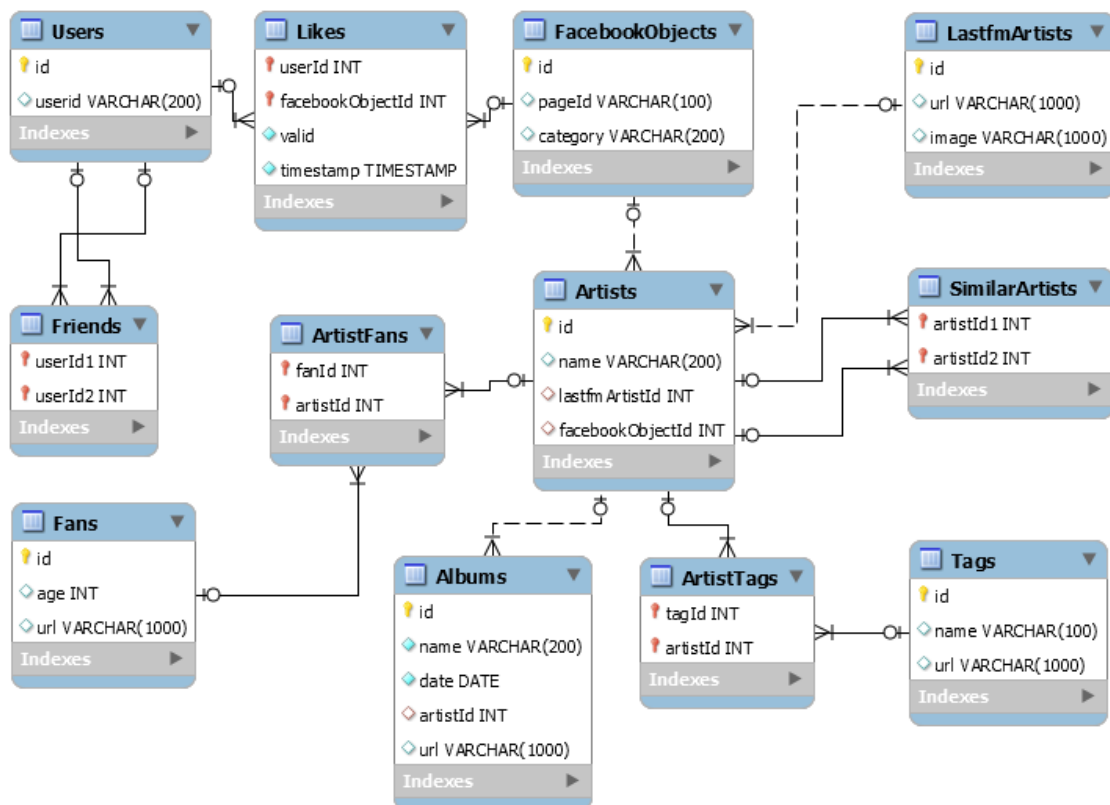 Users
id
userid VARCHAR(200)
Indexes
Likes
userId INT
facebookObjectId INT
valid
timestamp TIMESTAMP
Indexes
FacebookObjects
id
pageId VARCHAR(100)
category VARCHAR(200)
Indexes
LastfmArtists
id
url VARCHAR(1000)
image VARCHAR(1000)
Indexes
Friends
userId1 INT
userId2 INT
Indexes
ArtistFans
fanId INT
artistId INT
Indexes
Artists
id
name VARCHAR(200)
lastfmArtistId INT
facebookObjectId INT
Indexes
SimilarArtists
artistId1 INT
artistId2 INT
Indexes
Fans
id
age INT
url VARCHAR(1000)
Indexes
Albums
id
name VARCHAR(200)
date DATE
artistId INT
url VARCHAR(1000)
Indexes
ArtistTags
tagId INT
artistId INT
Indexes
Tags
id
name VARCHAR(100)
url VARCHAR(1000)
Indexes